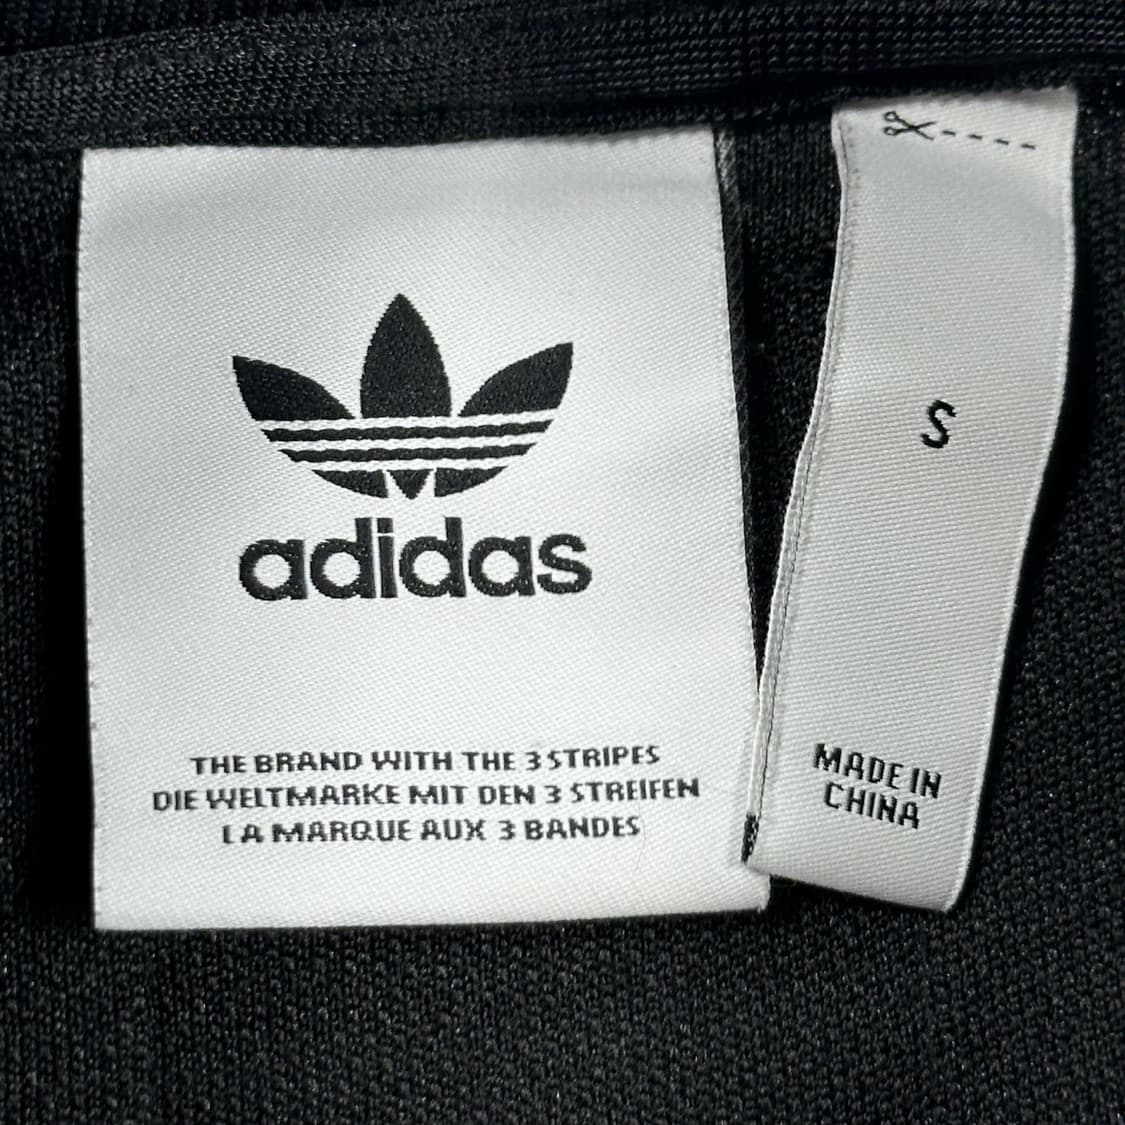 adidas
THE BRAND WITH THE 3 STRIPES
DIE WELTMARKE MIT DEN 3 STREIFEN
LA MARQUE AUX 3 BANDES
S
MADE IN
CHINA